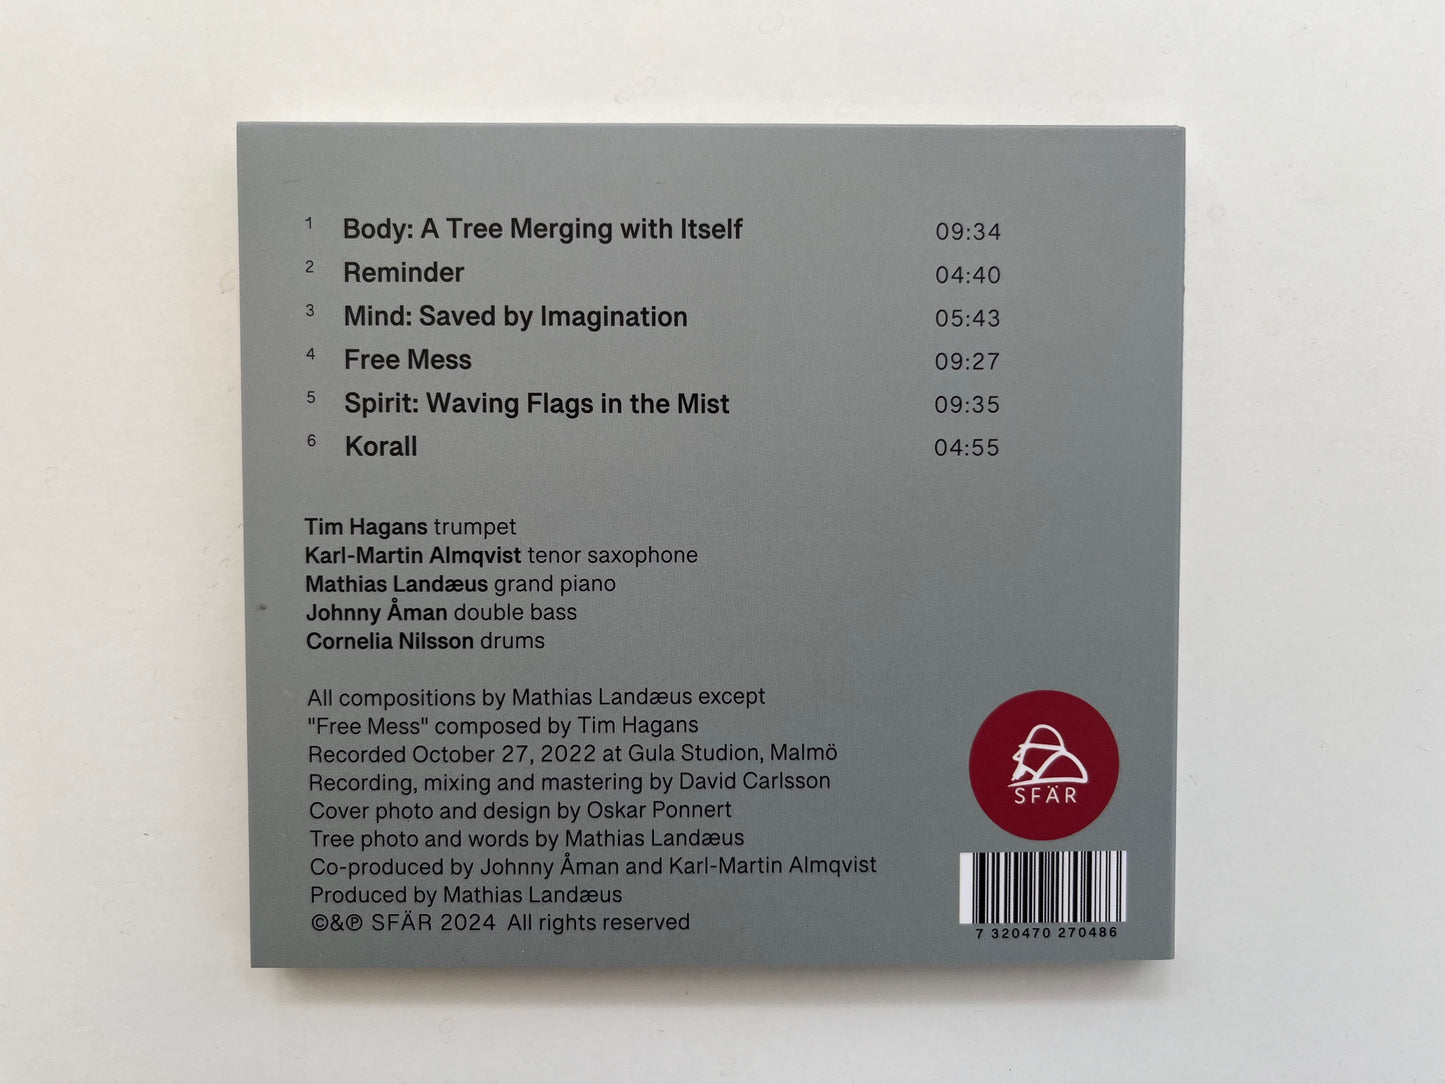 1 Body: A Tree Merging with Itself 09:34
2 Reminder 04:40
3 Mind: Saved by Imagination 05:43
4 Free Mess 09:27
5 Spirit: Waving Flags in the Mist 09:35
6 Korall 04:55
Tim Hagans trumpet
Karl-Martin Almqvist tenor saxophone
Mathias Landæus grand piano
Johnny Åman double bass
Cornelia Nilsson drums
All compositions by Mathias Landæus except
"Free Mess" composed by Tim Hagans
Recorded October 27, 2022 at Gula Studion, Malmö
Recording, mixing and mastering by David Carlsson
Cover photo and design by Oskar Ponnert
Tree photo and words by Mathias Landæus
Co-produced by Johnny Åman and Karl-Martin Almqvist
Produced by Mathias Landæus
©&℗ SFÄR 2024 All rights reserved
SFÄR
7 320470 270486